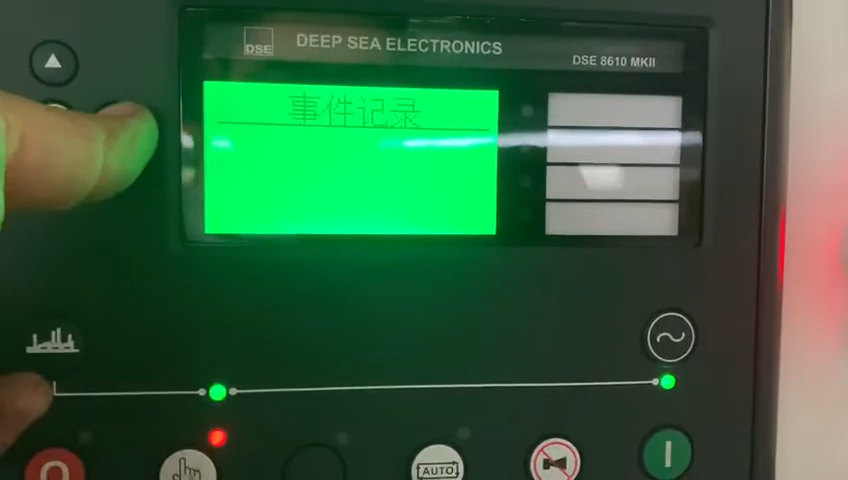 DSE
DEEP SEA ELECTRONICS
DSE 8610 MKII
事件记录
O
AUTO
I